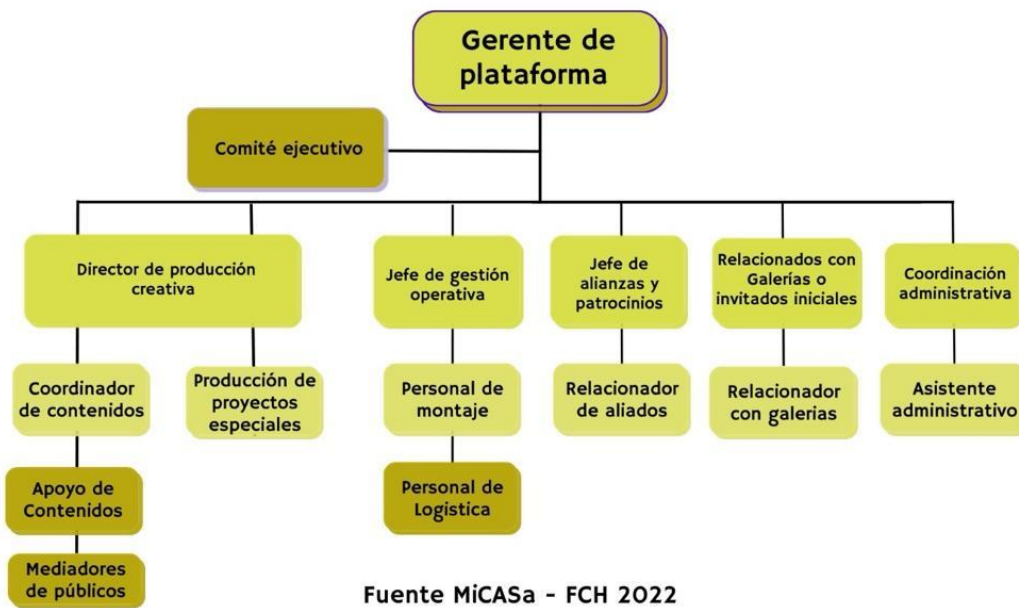 Gerente de
plataforma
Comité ejecutivo
Director de producción
creativa
Jefe de gestión
operativa
Jefe de
alianzas y
patrocinios
Relacionados con
Galerías o
invitados iniciales
Coordinación
administrativa
Coordinador
de contenidos
Producción de
proyectos
especiales
Personal de
montaje
Relacionador
de aliados
Relacionador
con galerias
Asistente
administrativo
Apoyo de
Contenidos
Personal de
Logistica
Mediadores
de públicos
Fuente MiCASa - FCH 2022